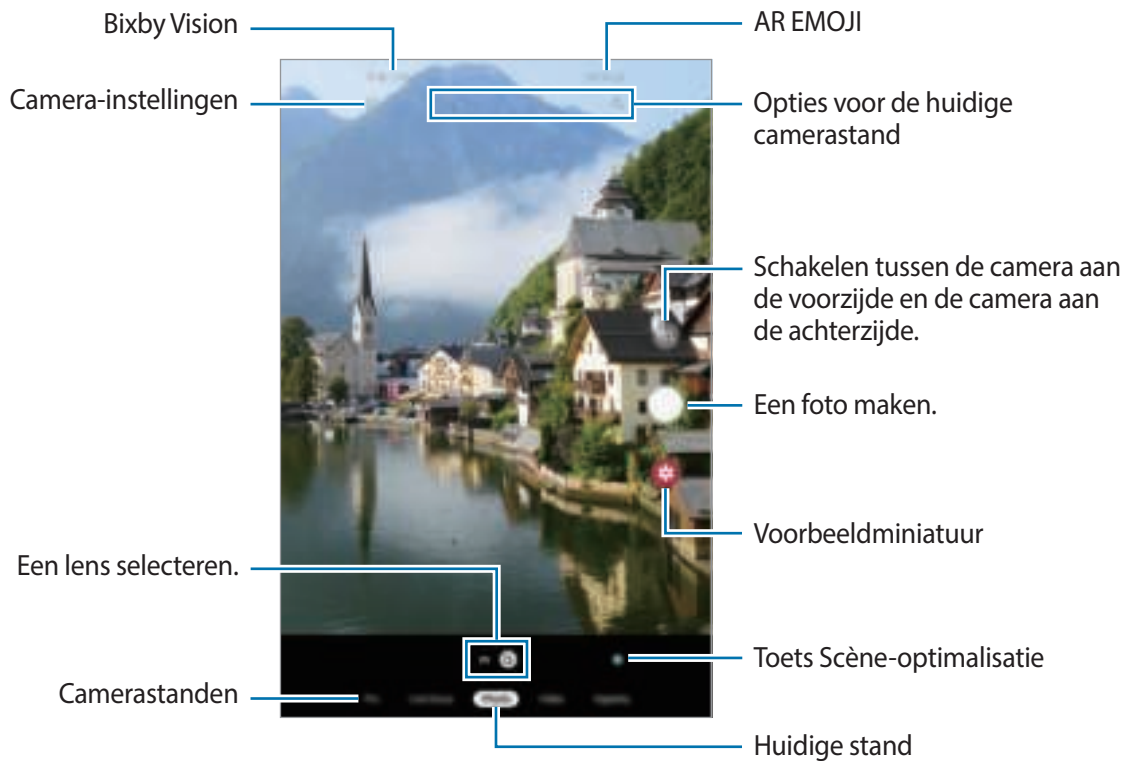 Bixby Vision
AR EMOJI
Camera-instellingen
Opties voor de huidige
camerastand
Schakelen tussen de camera aan
de voorzijde en de camera aan
de achterzijde.
Een foto maken.
Voorbeeldminiatuur
Een lens selecteren.
Toets Scène-optimalisatie
Camerastanden
Huidige stand